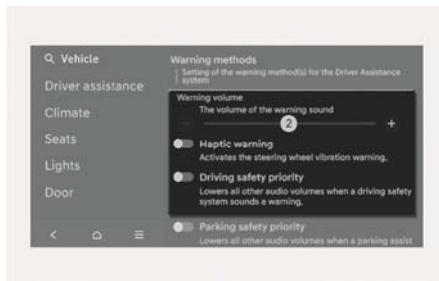 Vehicle
Driver assistance
Climate
Seats
Lights
Door
Warning methods
Setting of the warning method(s) for the Driver Assistance
system
Warning volume
The volume of the warning sound
2
Haptic warning
Activates the steering wheel vibration warning.
Driving safety priority
Lowers all other audio volumes when a driving safety
system sounds a warning.
Parking safety priority
Lowers all other audio volumes when a parking assist